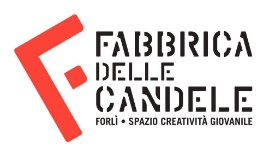 FABBRICA
DELLE
CANDELE
FORLÌ • SPAZIO CREATIVITÀ GIOVANILE